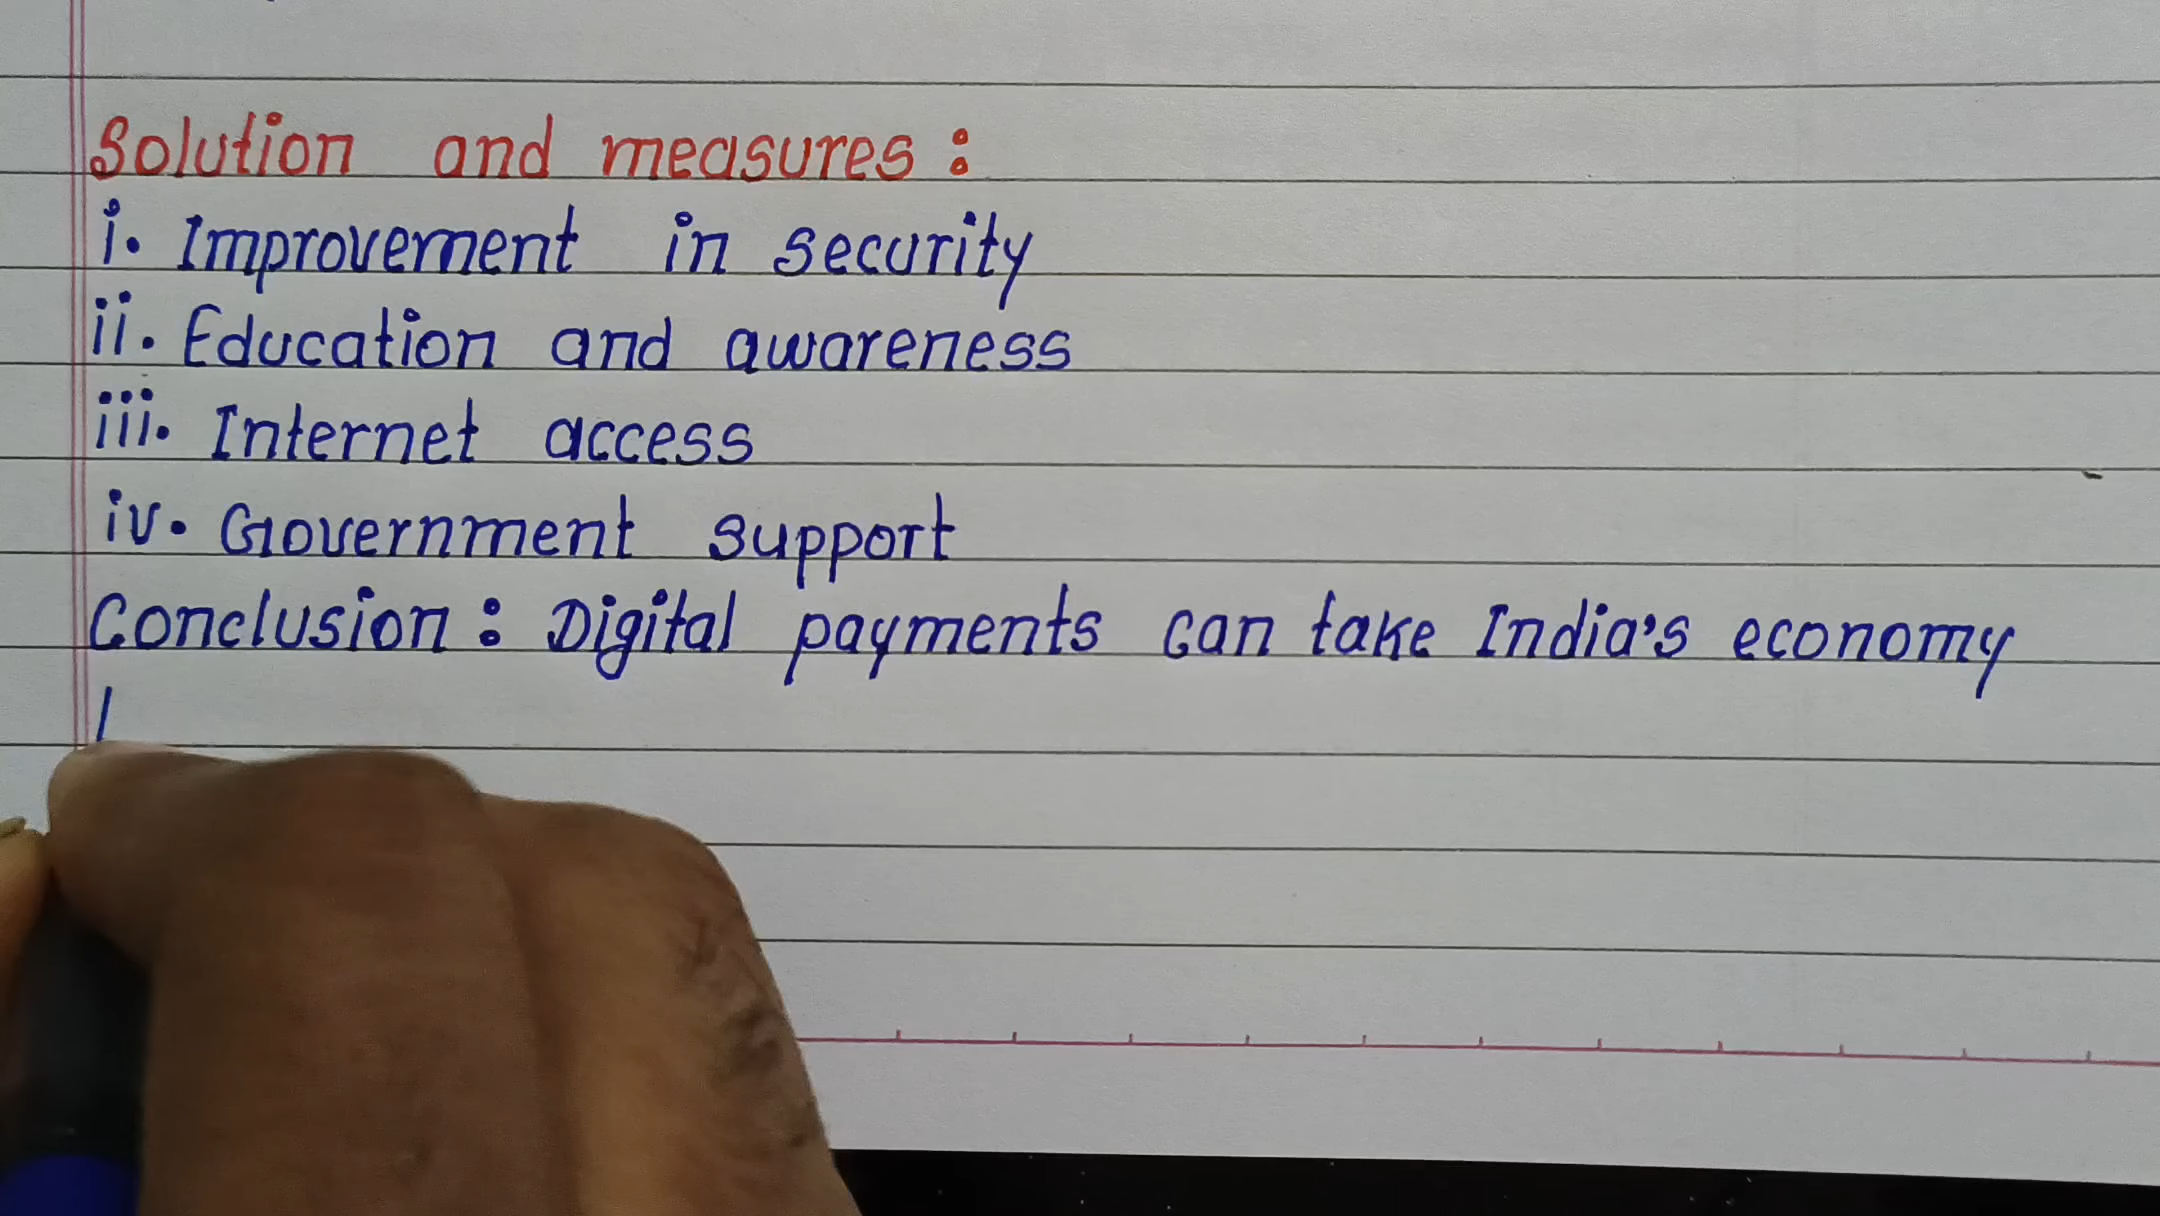 Solution and measures :
i. Improvement in security
ii. Education and awareness
iii. Internet access
iv. Government support
Conclusion : Digital payments can take India's economy